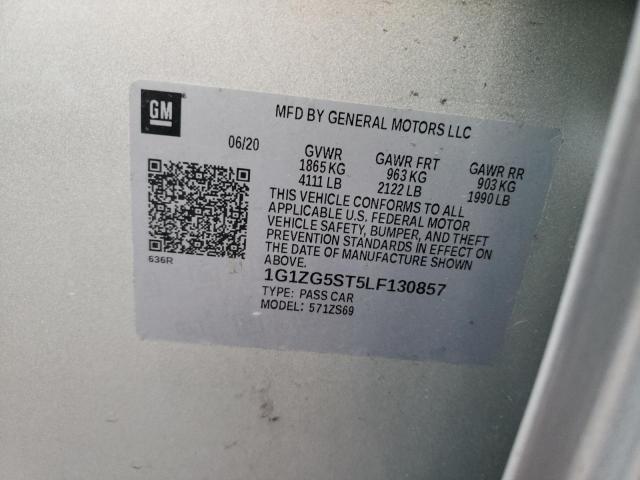 GM
MFD BY GENERAL MOTORS LLC
06/20 GVWR GAWR FRT GAWR RR
1865 KG 963 KG 903 KG
4111 LB 2122 LB 1990 LB
THIS VEHICLE CONFORMS TO ALL
APPLICABLE U.S. FEDERAL MOTOR
VEHICLE SAFETY, BUMPER, AND THEFT
PREVENTION STANDARDS IN EFFECT ON
THE DATE OF MANUFACTURE SHOWN
ABOVE.
636R
1G1ZG5ST5LF130857
TYPE: PASS CAR
MODEL: 571ZS69